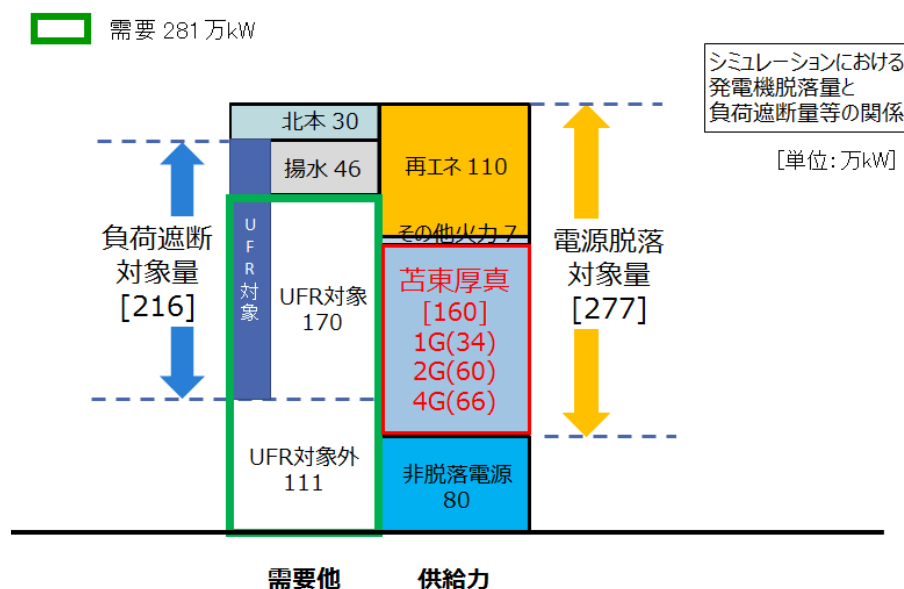 需要 281 万kW
シミュレーションにおける
発電機脱落量と
負荷遮断量等の関係
[単位:万kW]
北本 30
揚水 46
再エネ 110
その他火力 7
負荷遮断
対象量
[216]
UFR対象
UFR対象
170
苫東厚真
[160]
1G(34)
2G(60)
4G(66)
電源脱落
対象量
[277]
UFR対象外
111
非脱落電源
80
需要他
供給力